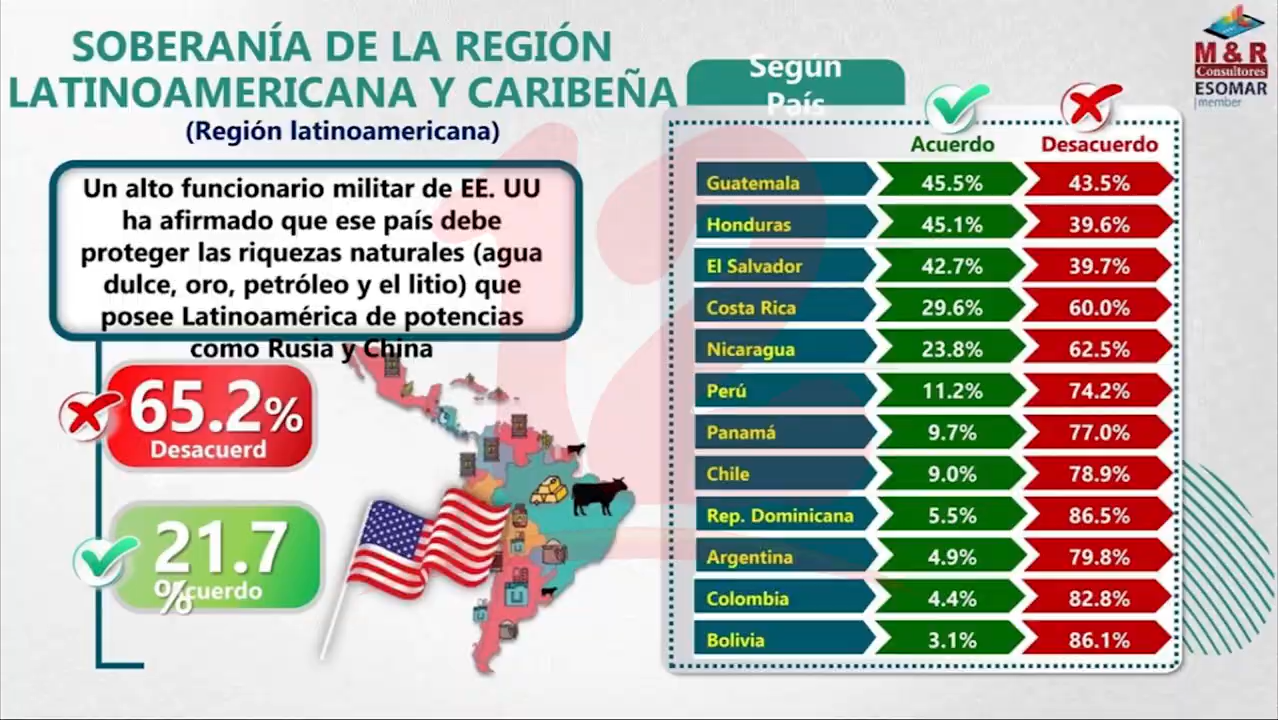 SOBERANÍA DE LA REGIÓN
LATINOAMERICANA Y CARIBEÑA
(Región latinoamericana)
Un alto funcionario militar de EE. UU
ha afirmado que ese país debe
proteger las riquezas naturales (agua
dulce, oro, petróleo y el litio) que
posee Latinoamérica de potencias
como Rusia y China
65.2%
Desacuerd
21.7
%
cuerdo
Según
País
Acuerdo Desacuerdo
Guatemala 45.5% 43.5%
Honduras 45.1% 39.6%
El Salvador 42.7% 39.7%
Costa Rica 29.6% 60.0%
Nicaragua 23.8% 62.5%
Perú 11.2% 74.2%
Panamá 9.7% 77.0%
Chile 9.0% 78.9%
Rep. Dominicana 5.5% 86.5%
Argentina 4.9% 79.8%
Colombia 4.4% 82.8%
Bolivia 3.1% 86.1%
M&R
Consultores
ESOMAR
member
12